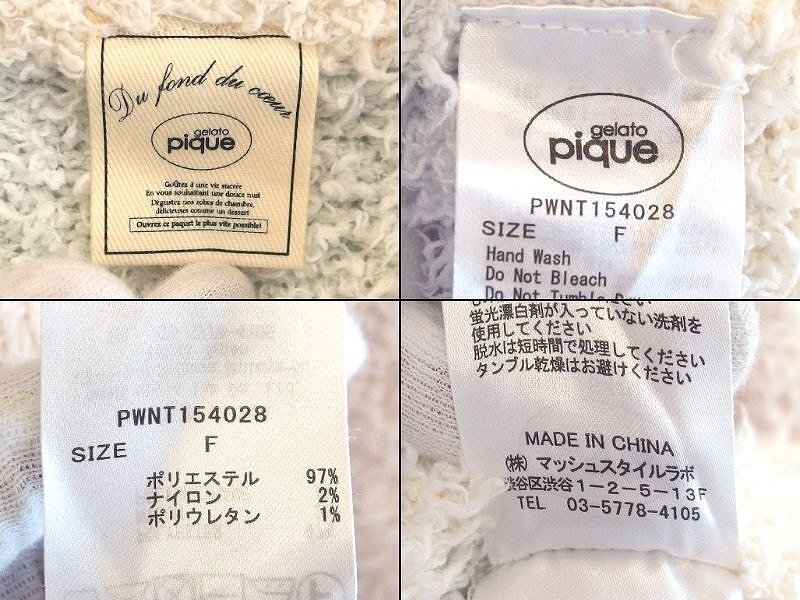 Du fond du cœur
gelato
pique
Goûtez à une vie sucrée
En vous souhaitant une douce nuit
Dégustez nos robes de chambre,
délicieuses comme un dessert
Ouvrez ce paquet le plus vite possible!
gelato
pique
PWNT154028
SIZE F
Hand Wash
Do Not Bleach
Do Not Tumble
PWNT154028
SIZE F
ポリエステル 97%
ナイロン 2%
ポリウレタン 1%
蛍光漂白剤が入っていない洗剤を
使用してください
脱水は短時間で処理してください
タンブル乾燥はお避けください
MADE IN CHINA
(株) マッシュスタイルラボ
渋谷区渋谷1-2-5-13F
TEL 03-5778-4105